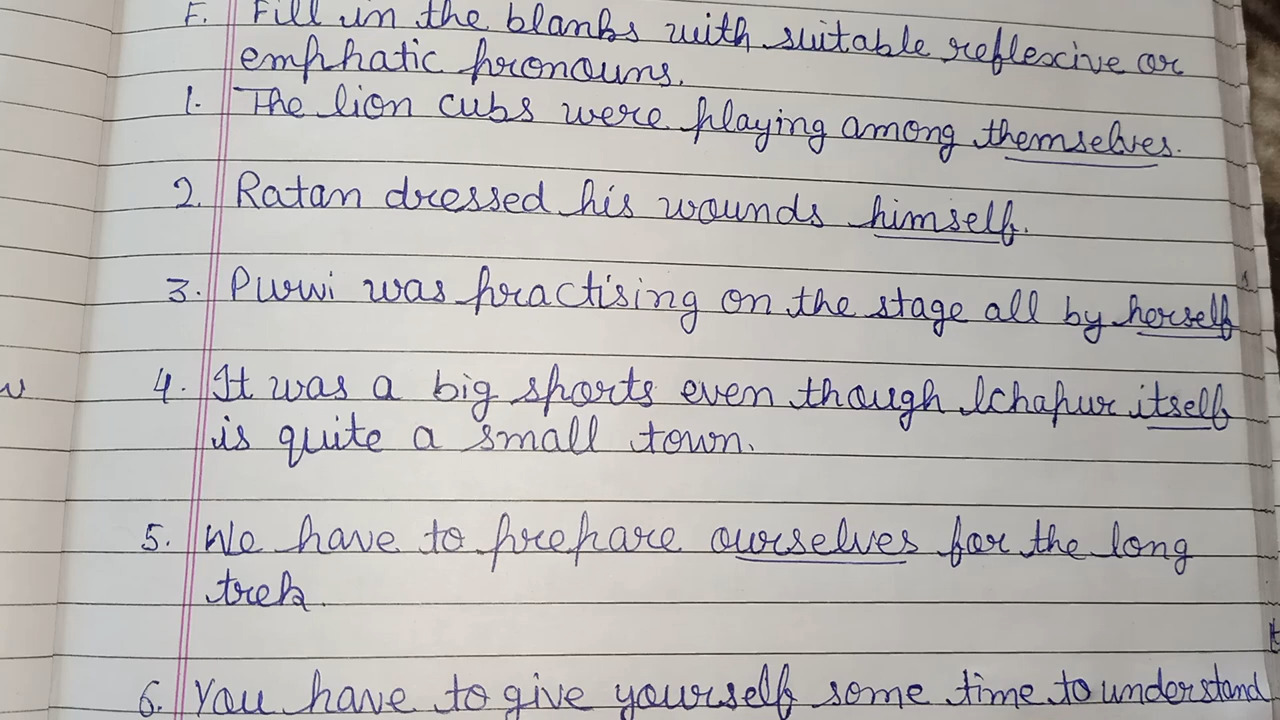 F. Fill in the blanks with suitable reflexive or
emphatic pronouns.
1. The lion cubs were playing among themselves.
2. Ratan dressed his wounds himself.
3. Purvi was practising on the stage all by herself
4. It was a big sports even though Ichapur itself
is quite a small town.
5. We have to prepare ourselves for the long
trek.
6. You have to give yourself some time to understand